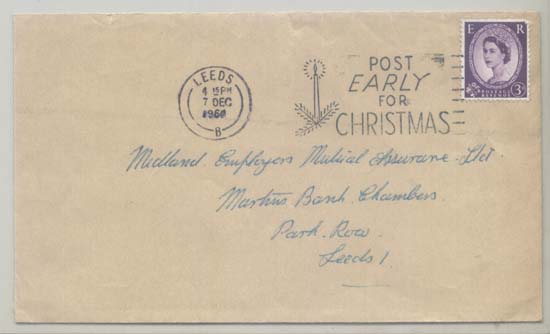 LEEDS
4 15PM
7 DEC
1960
B
POST
EARLY
FOR
CHRISTMAS
E R
3D
Midland Employers Mutual Assurance Ltd
Martins Bank Chambers
Park Row
Leeds 1.